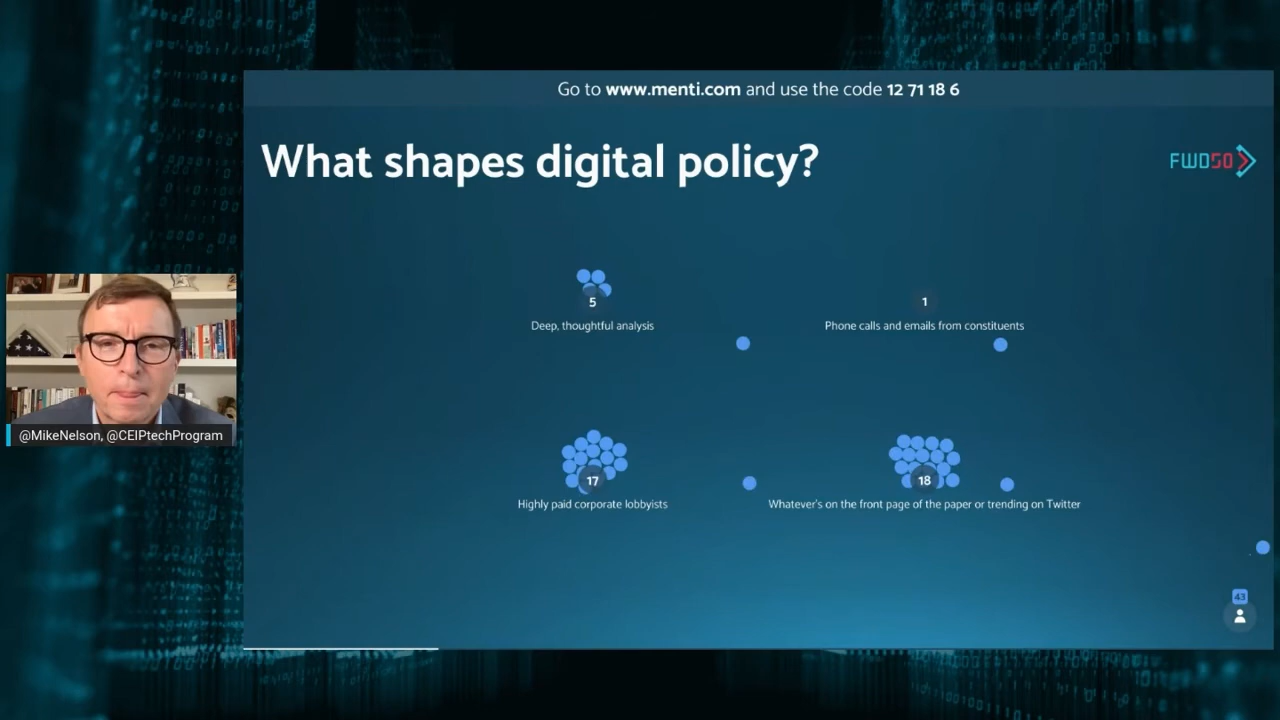 Go to www.menti.com and use the code 12 71 18 6
What shapes digital policy?
FWD50
5
Deep, thoughtful analysis
1
Phone calls and emails from constituents
17
Highly paid corporate lobbyists
18
Whatever's on the front page of the paper or trending on Twitter
@MikeNelson, @CEIPtechProgram
43